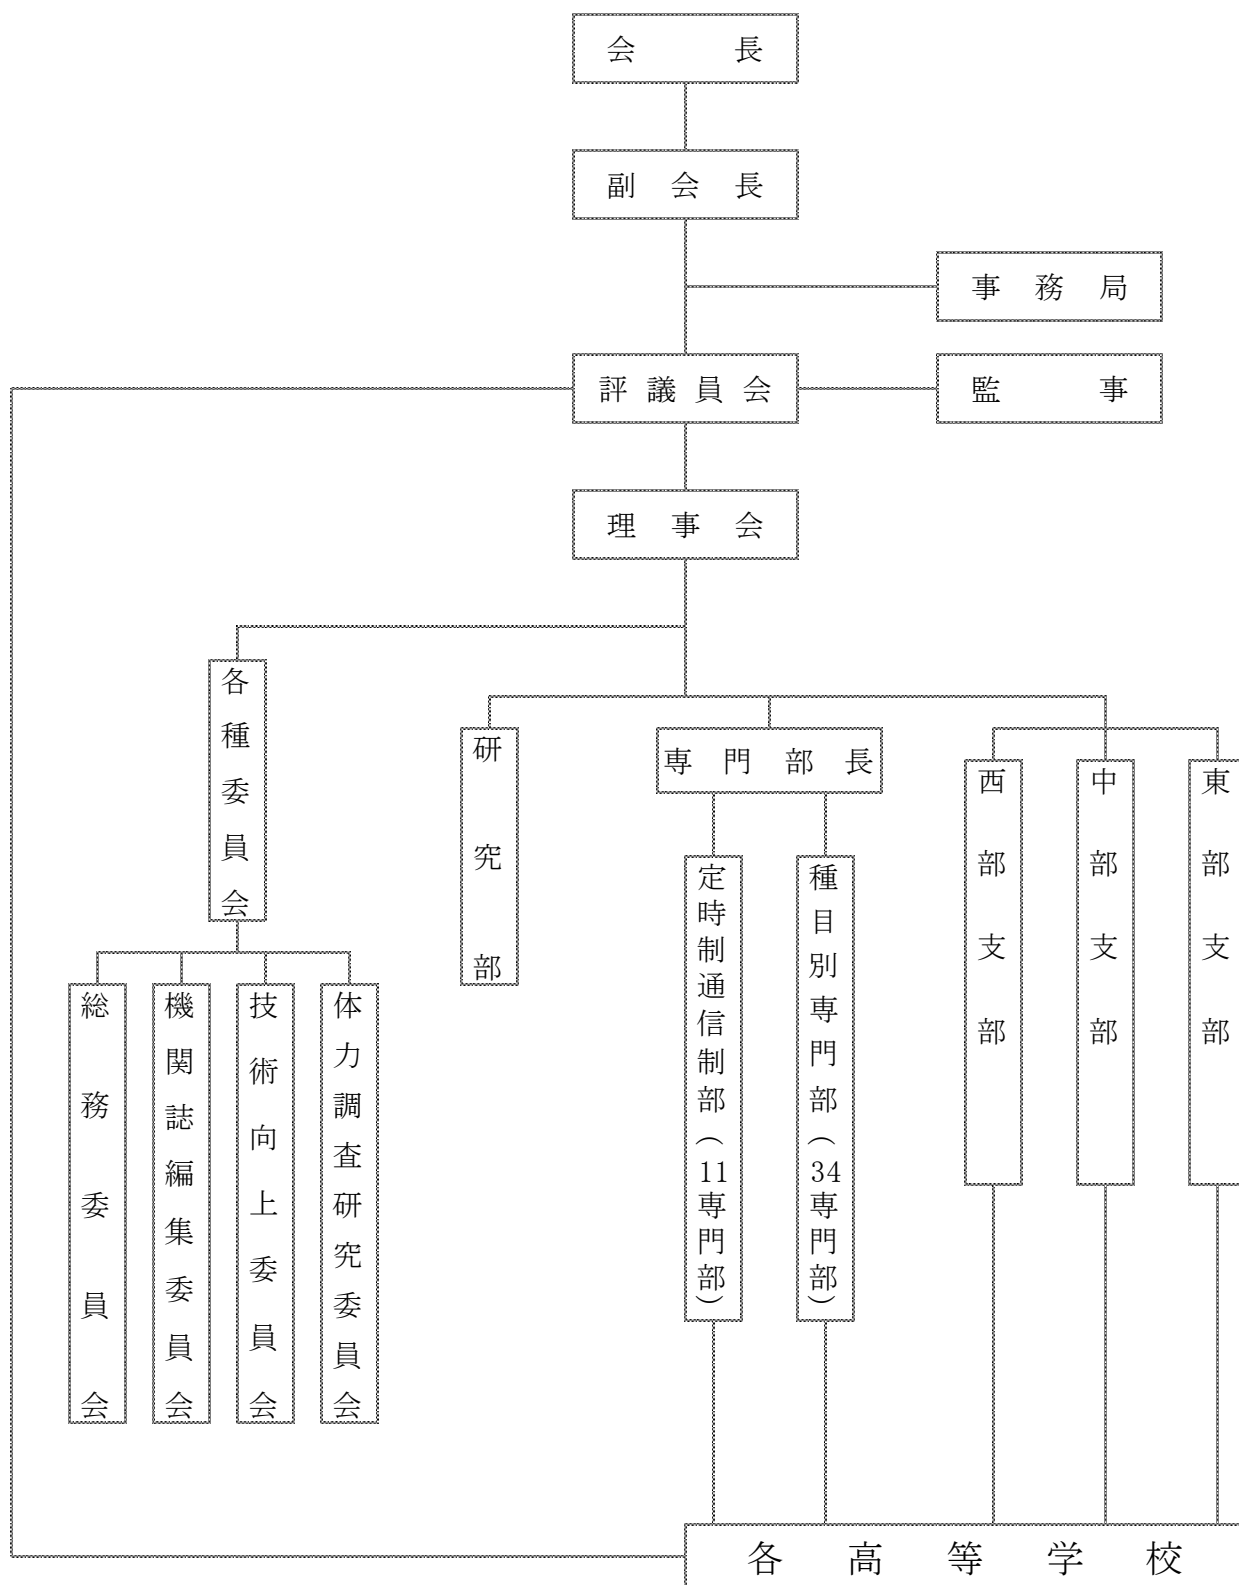 会長
副会長
事務局
評議員会
監事
理事会
各種委員会
研究部
専門部長
西部支部
中部支部
東部支部
定時制通信制部(11専門部)
種目別専門部(34専門部)
総務委員会
機関誌編集委員会
技術向上委員会
体力調査研究委員会
各高等学校